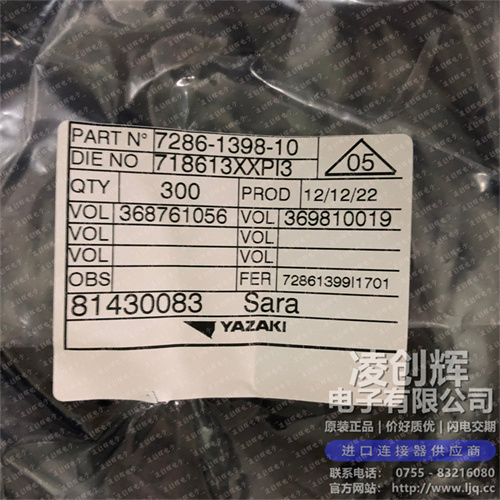 PART N° 7286-1398-10
DIE NO 718613XXPI3
05
QTY 300 PROD 12/12/22
VOL 368761056 VOL 369810019
VOL VOL
VOL VOL
OBS FER 72861399I1701
81430083 Sara
YAZAKI
凌创辉
电子有限公司
原装正品 | 价好质优 | 闪电交期
进口连接器供应商
联系电话: 0755 - 83216080
官方网站: http://www.ljq.cc